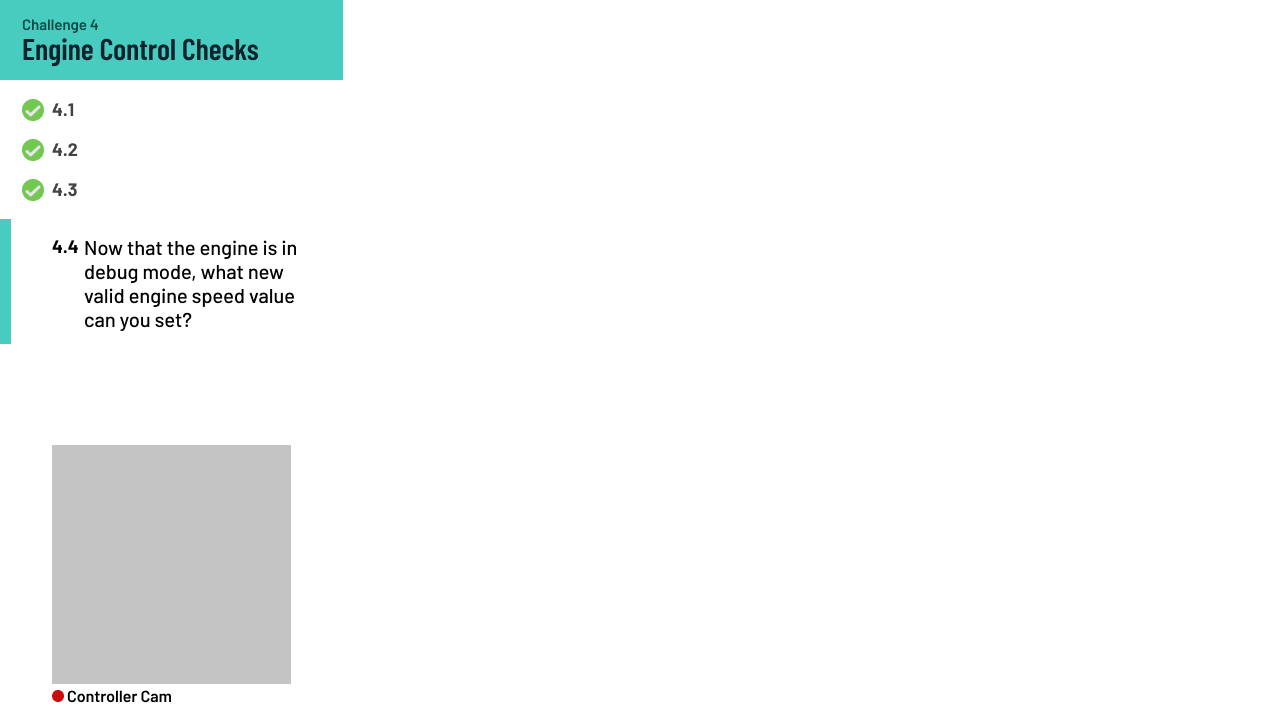 Challenge 4
Engine Control Checks
4.1
4.2
4.3
4.4 Now that the engine is in
debug mode, what new
valid engine speed value
can you set?
Controller Cam